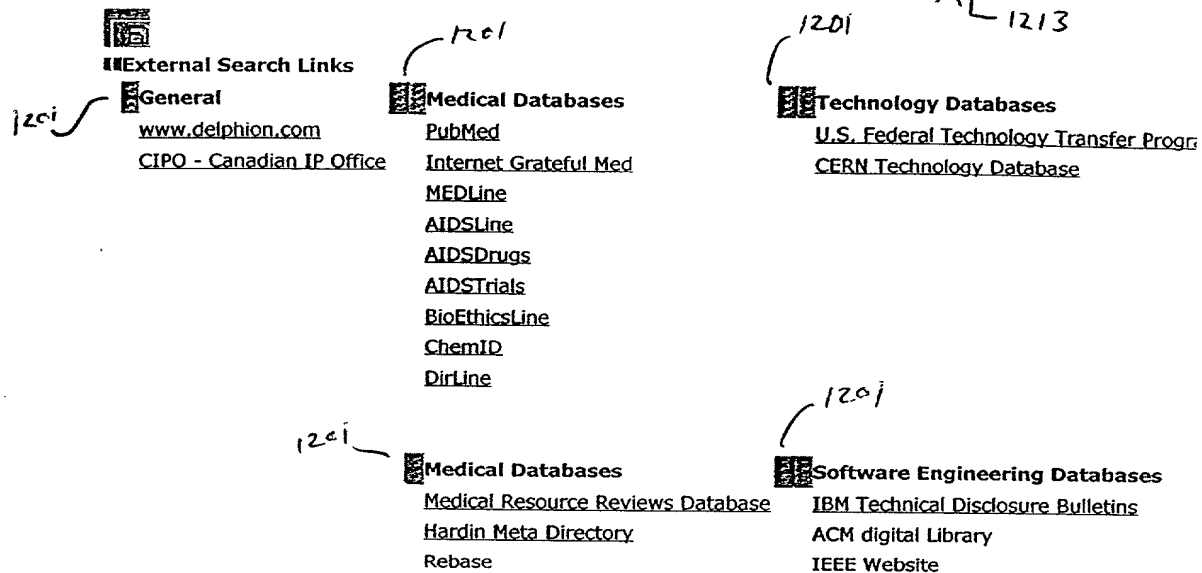 1213
1201
1201
External Search Links
1201
General
www.delphion.com
CIPO - Canadian IP Office
Medical Databases
PubMed
Internet Grateful Med
MEDLine
AIDSLine
AIDSDrugs
AIDSTrials
BioEthicsLine
ChemID
DirLine
Technology Databases
U.S. Federal Technology Transfer Progra
CERN Technology Database
1201
Medical Databases
Medical Resource Reviews Database
Hardin Meta Directory
Rebase
1201
Software Engineering Databases
IBM Technical Disclosure Bulletins
ACM digital Library
IEEE Website